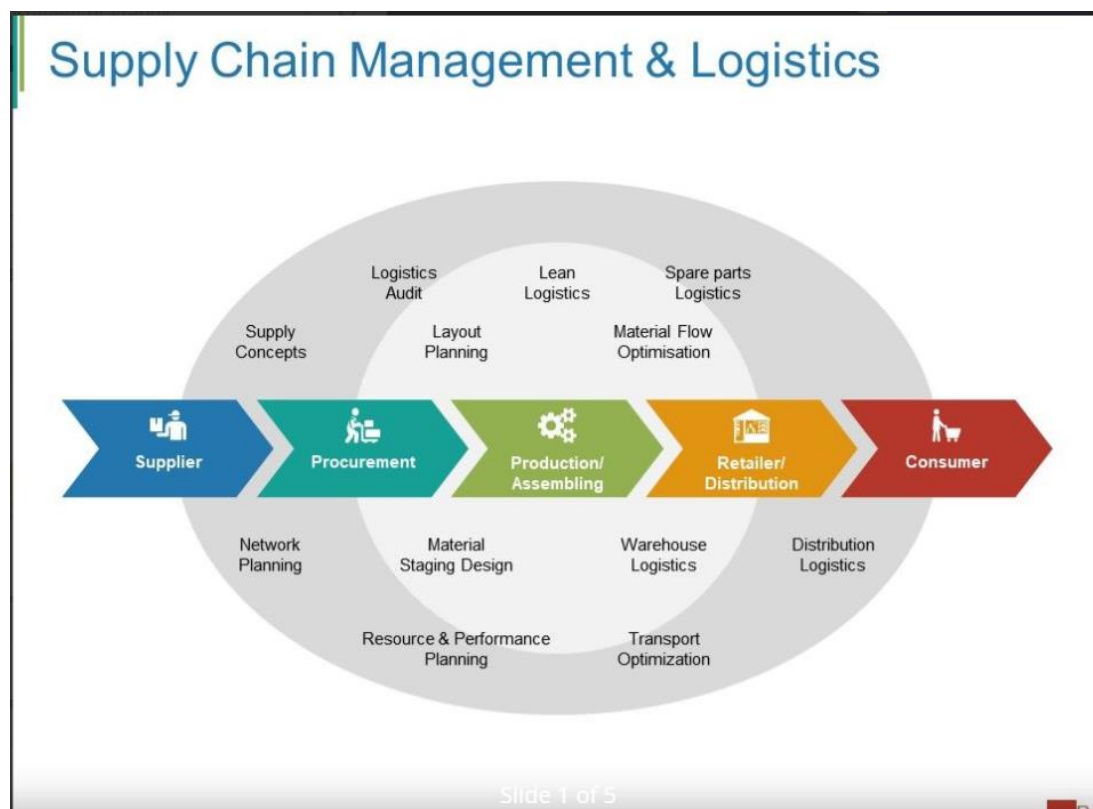 Supply Chain Management & Logistics
Logistics
Audit
Lean
Logistics
Spare parts
Logistics
Supply
Concepts
Layout
Planning
Material Flow
Optimisation
Supplier
Procurement
Production/
Assembling
Retailer/
Distribution
Consumer
Network
Planning
Material
Staging Design
Warehouse
Logistics
Distribution
Logistics
Resource & Performance
Planning
Transport
Optimization
Slide 1 of 5